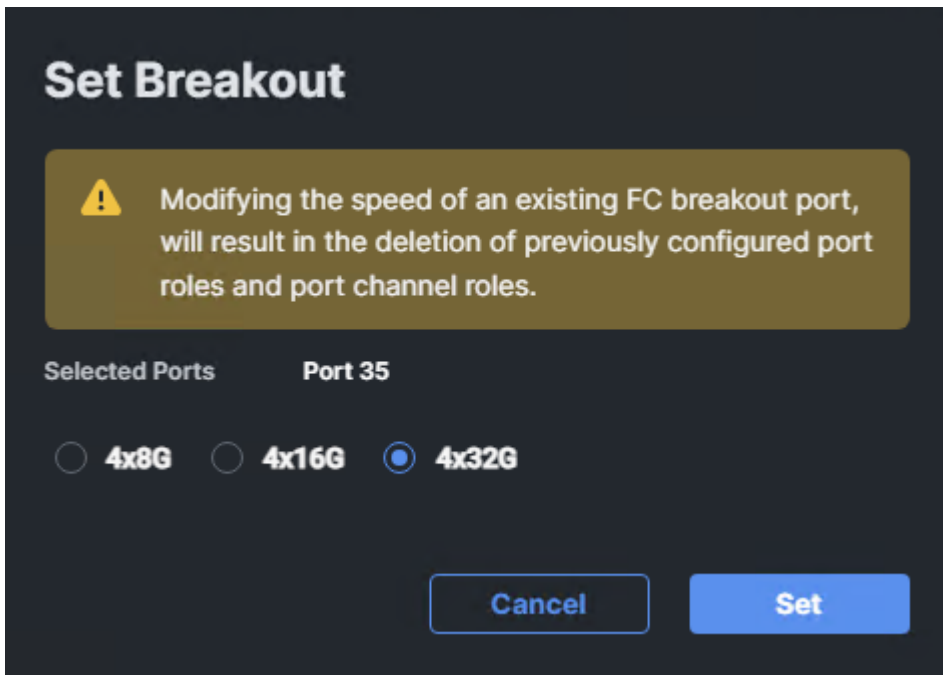 Set Breakout
Modifying the speed of an existing FC breakout port,
will result in the deletion of previously configured port
roles and port channel roles.
Selected Ports Port 35
4x8G 4x16G 4x32G
Cancel Set